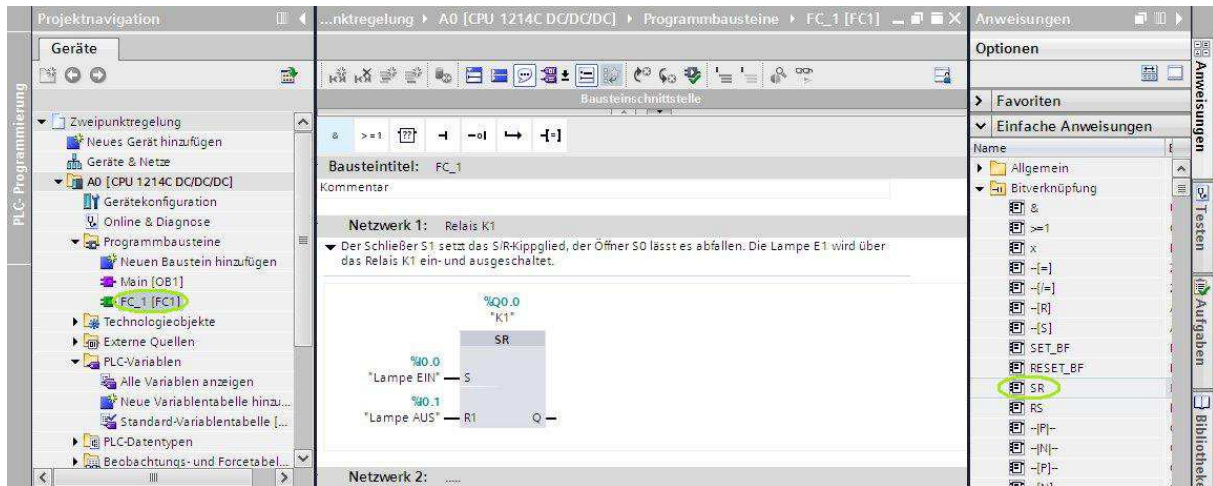 PLC- Programmierung
Projektnavigation
Geräte
Zweipunktregelung
Neues Gerät hinzufügen
Geräte & Netze
A0 [CPU 1214C DC/DC/DC]
Gerätekonfiguration
Online & Diagnose
Programmbausteine
Neuen Baustein hinzufügen
Main [OB1]
FC_1 [FC1]
Technologieobjekte
Externe Quellen
PLC-Variablen
Alle Variablen anzeigen
Neue Variablentabelle hinzu...
Standard-Variablentabelle [...
PLC-Datentypen
Beobachtungs- und Forcetabel...
...nktregelung ▸ A0 [CPU 1214C DC/DC/DC] ▸ Programmbausteine ▸ FC_1 [FC1]
Bausteinschnittstelle
& >=1 ?? -[=]
Bausteintitel: FC_1
Kommentar
Netzwerk 1: Relais K1
Der Schließer S1 setzt das S/R-Kippglied, der Öffner S0 lässt es abfallen. Die Lampe E1 wird über
das Relais K1 ein- und ausgeschaltet.
%Q0.0
"K1"
SR
%I0.0
"Lampe EIN" S
%I0.1
"Lampe AUS" R1 Q
Netzwerk 2: .....
Anweisungen
Optionen
Favoriten
Einfache Anweisungen
Name
Allgemein
Bitverknüpfung
&
>=1
x
-[=]
-[/=]
-[R]
-[S]
SET_BF
RESET_BF
SR
RS
-|P|-
-|N|-
-[P]-
-[N]-
Anweisungen
Testen
Aufgaben
Bibliotheke